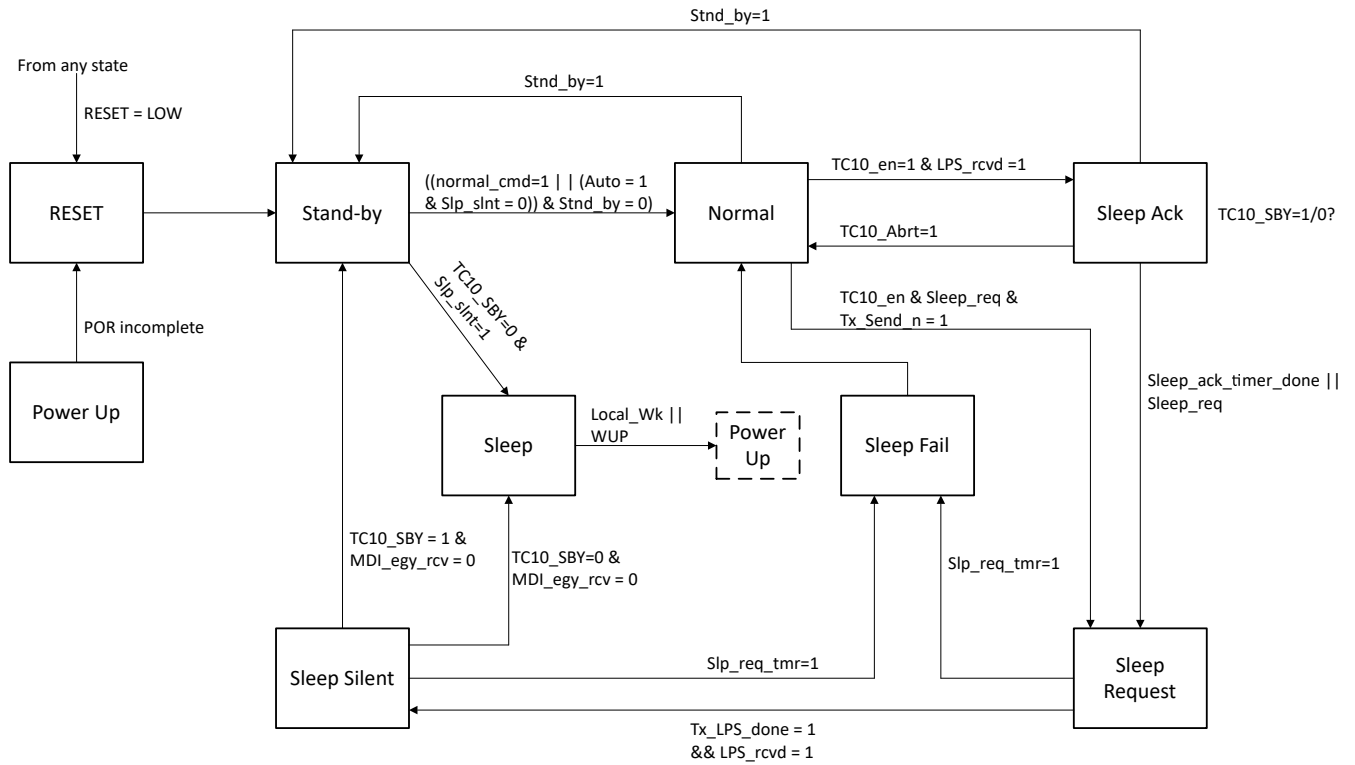 Stnd_by=1
From any state
Stnd_by=1
RESET = LOW
RESET
Stand-by
((normal_cmd=1 | | (Auto = 1
& Slp_slnt = 0)) & Stnd_by = 0)
Normal
TC10_en=1 & LPS_rcvd =1
TC10_Abrt=1
Sleep Ack
TC10_SBY=1/0?
TC10_SBY=0 &
Slp_slnt=1
TC10_en & Sleep_req &
Tx_Send_n = 1
POR incomplete
Power Up
Sleep_ack_timer_done ||
Sleep_req
Sleep
Local_Wk ||
WUP
Power
Up
Sleep Fail
TC10_SBY = 1 &
MDI_egy_rcv = 0
TC10_SBY=0 &
MDI_egy_rcv = 0
Slp_req_tmr=1
Sleep Silent
Slp_req_tmr=1
Sleep
Request
Tx_LPS_done = 1
&& LPS_rcvd = 1